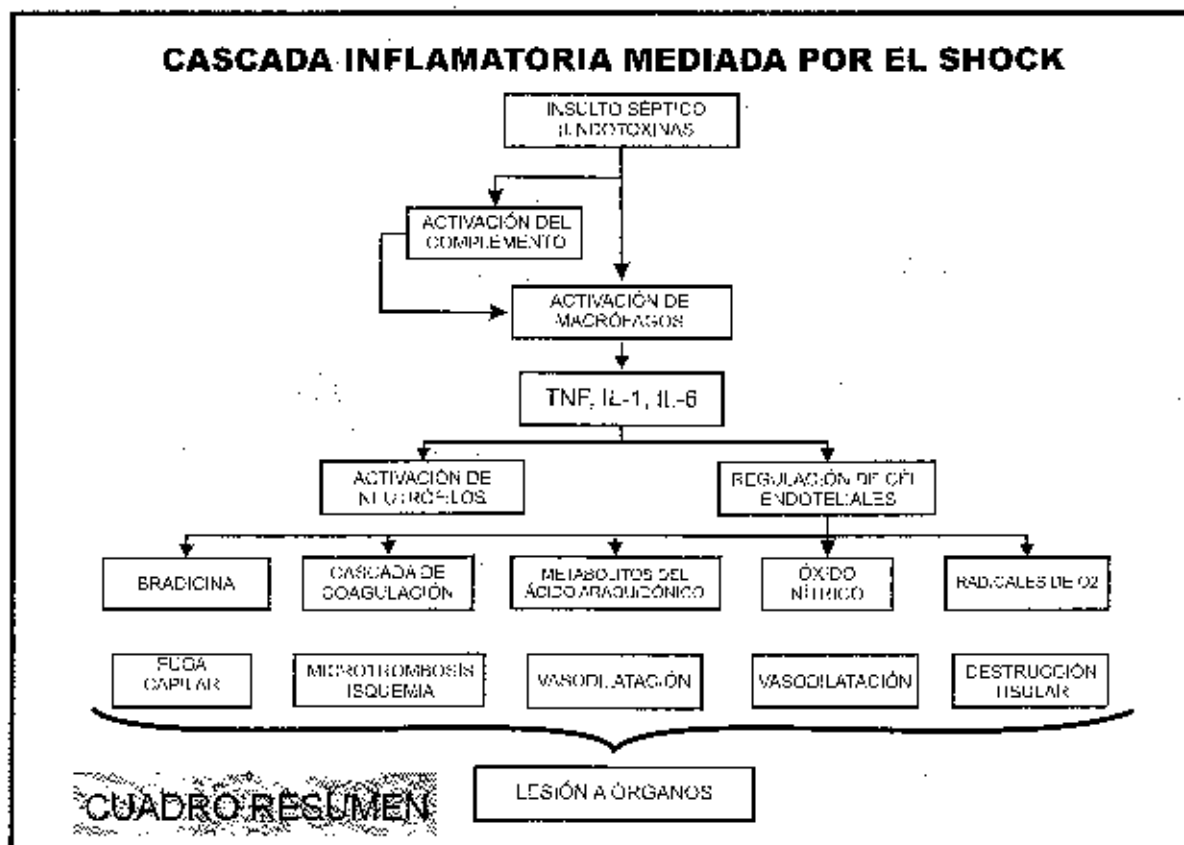 CASCADA INFLAMATORIA MEDIADA POR EL SHOCK
INSULTO SÉPTICO
ENDOTOXINAS
ACTIVACIÓN DEL
COMPLEMENTO
ACTIVACIÓN DE
MACRÓFAGOS
TNF, IL-1, IL-6
ACTIVACIÓN DE
NEUTRÓFILOS
REGULACIÓN DE CÉL
ENDOTELIALES
BRADICINA
CASCADA DE
COAGULACIÓN
METABOLITOS DEL
ÁCIDO ARAQUIDÓNICO
ÓXIDO
NÍTRICO
RADICALES DE O2
FUGA
CAPILAR
MICROTROMBOSÍS
ISQUEMIA
VASODILATACIÓN
VASODILATACIÓN
DESTRUCCIÓN
TISULAR
LESIÓN A ÓRGANOS
CUADRO RESUMEN